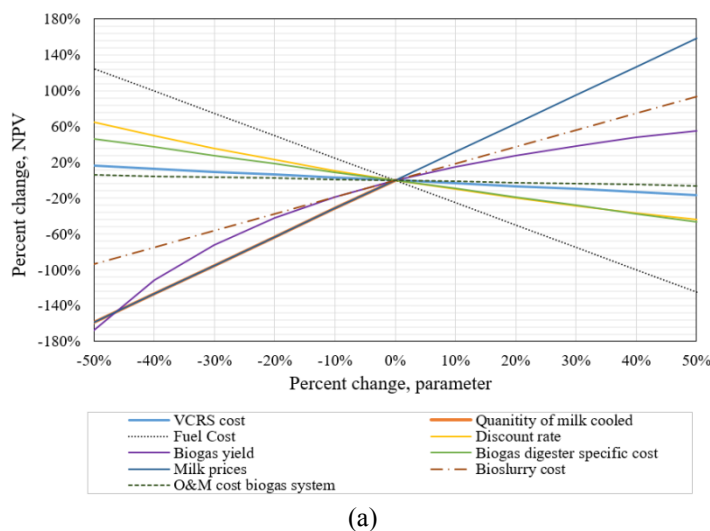 180%
140%
100%
60%
20%
-20%
-60%
-100%
-140%
-180%
Percent change, NPV
-50% -40% -30% -20% -10% 0% 10% 20% 30% 40% 50%
Percent change, parameter
VCRS cost Quanitity of milk cooled
Fuel Cost Discount rate
Biogas yield Biogas digester specific cost
Milk prices Bioslurry cost
O&M cost biogas system
(a)